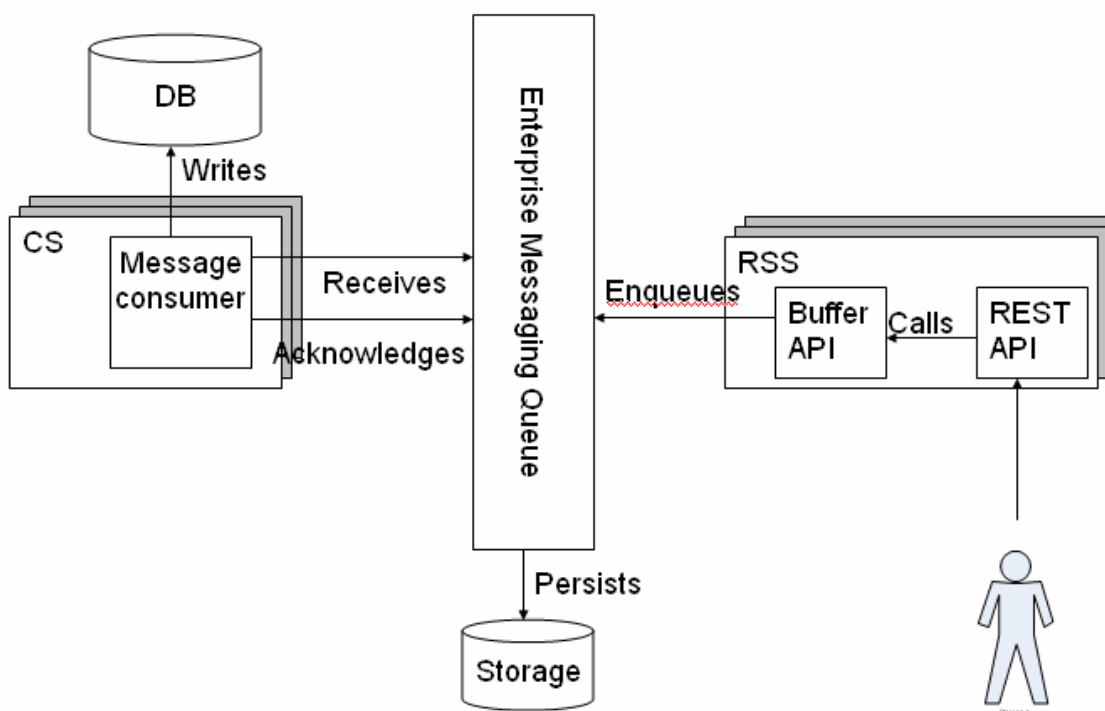 DB
Writes
CS
Message
consumer
Receives
Acknowledges
Enterprise Messaging Queue
Persists
Storage
Enqueues
RSS
Buffer
API
Calls
REST
API